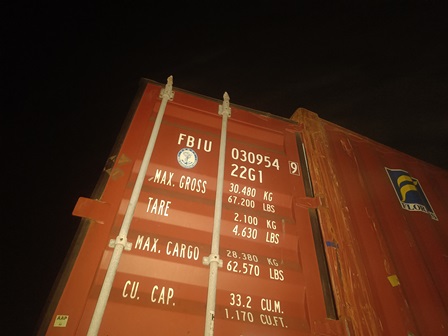 FBIU 030954 9
22G1
MAX. GROSS 30.480 KG
67.200 LBS
TARE 2.100 KG
4,630 LBS
MAX. CARGO 28.380 KG
62.570 LBS
CU. CAP. 33.2 CU.M.
1.170 CU.FT.